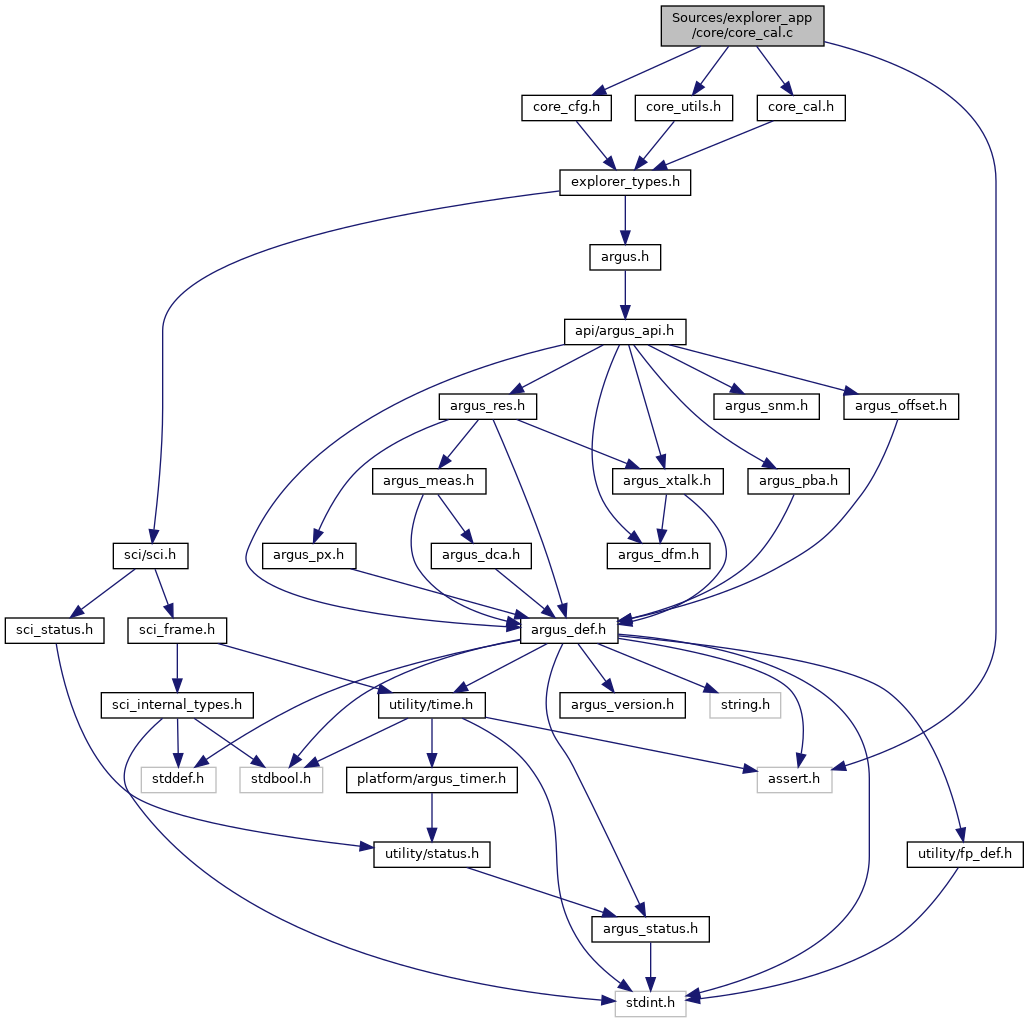 Sources/explorer_app
/core/core_cal.c
core_cfg.h
core_utils.h
core_cal.h
explorer_types.h
argus.h
api/argus_api.h
argus_res.h
argus_snm.h
argus_offset.h
argus_meas.h
argus_xtalk.h
argus_pba.h
sci/sci.h
argus_px.h
argus_dca.h
argus_dfm.h
sci_status.h
sci_frame.h
argus_def.h
sci_internal_types.h
utility/time.h
argus_version.h
string.h
stddef.h
stdbool.h
platform/argus_timer.h
assert.h
utility/status.h
utility/fp_def.h
argus_status.h
stdint.h